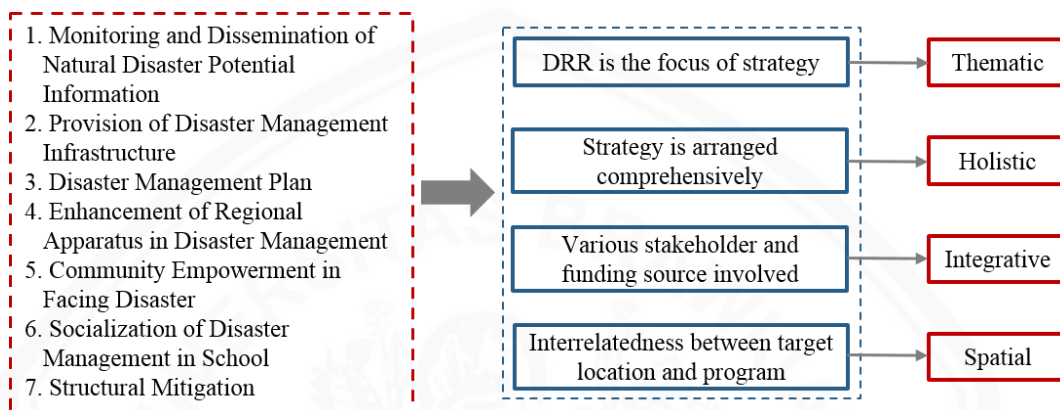 1. Monitoring and Dissemination of
Natural Disaster Potential
Information
2. Provision of Disaster Management
Infrastructure
3. Disaster Management Plan
4. Enhancement of Regional
Apparatus in Disaster Management
5. Community Empowerment in
Facing Disaster
6. Socialization of Disaster
Management in School
7. Structural Mitigation
DRR is the focus of strategy
Thematic
Strategy is arranged
comprehensively
Holistic
Various stakeholder and
funding source involved
Integrative
Interrelatedness between target
location and program
Spatial